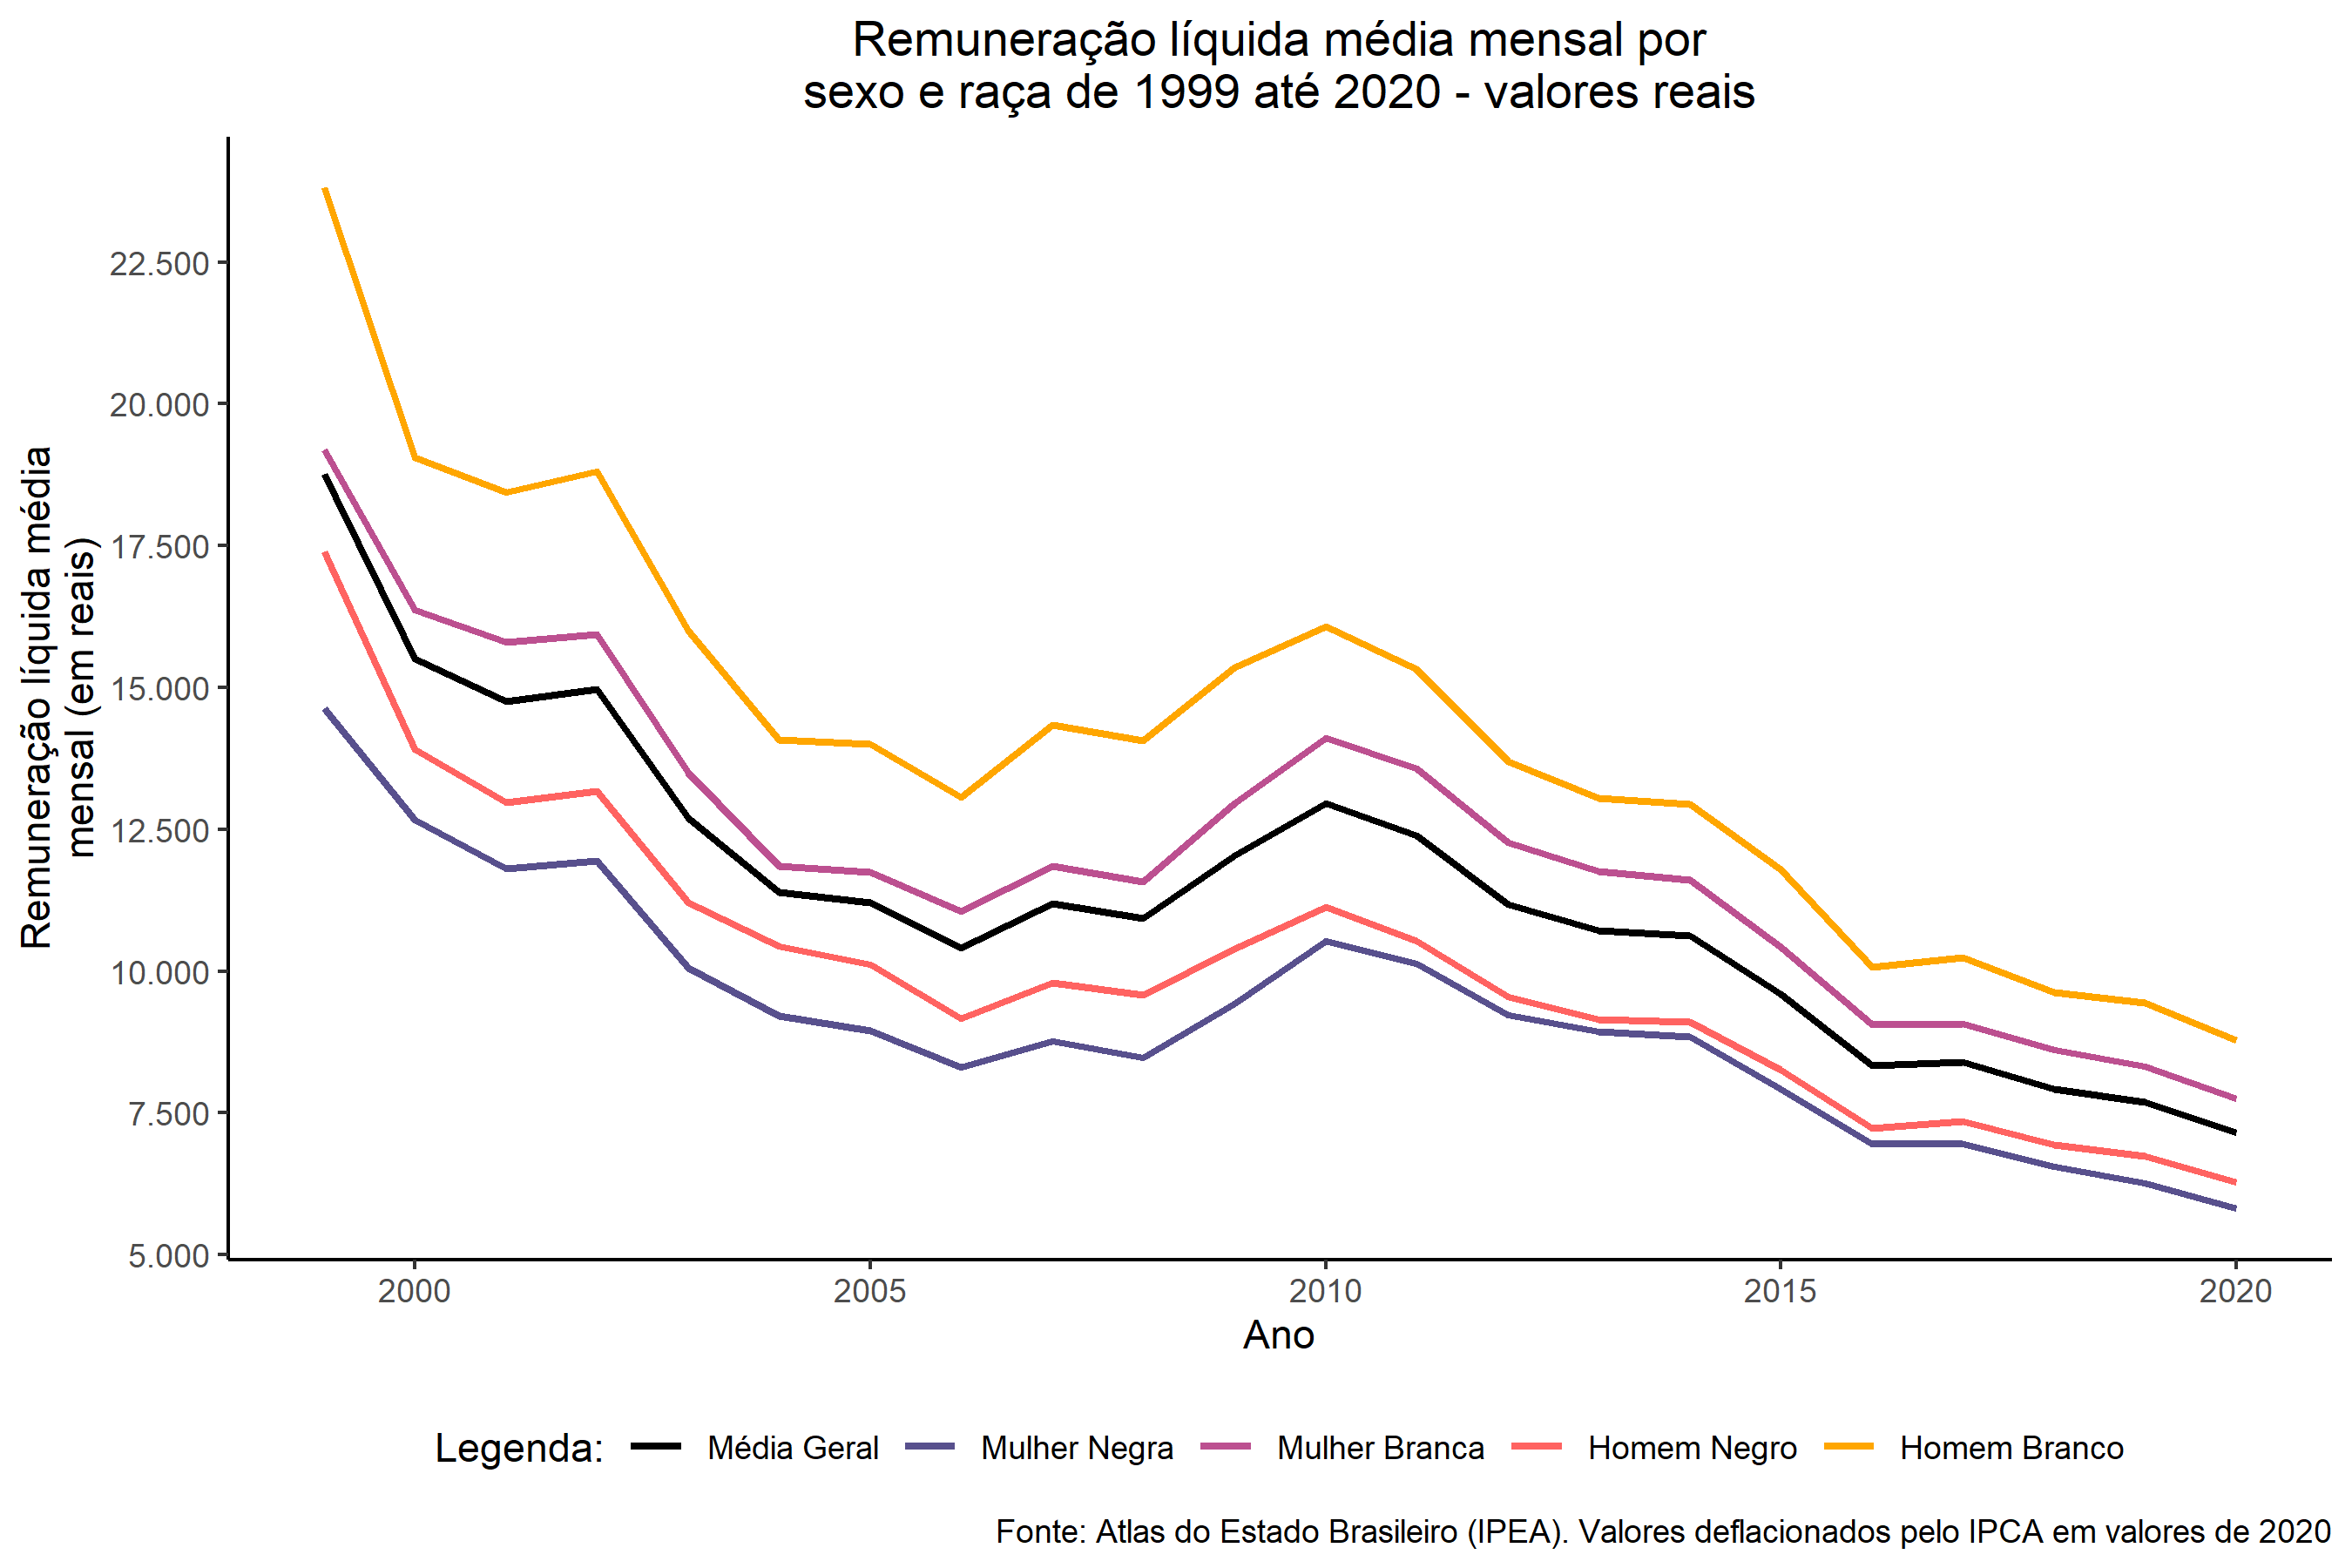 Remuneração líquida média mensal por
sexo e raça de 1999 até 2020 - valores reais
Remuneração líquida média
mensal (em reais)
22.500
20.000
17.500
15.000
12.500
10.000
7.500
5.000
2000
2005
2010
2015
2020
Ano
Legenda: Média Geral Mulher Negra Mulher Branca Homem Negro Homem Branco
Fonte: Atlas do Estado Brasileiro (IPEA). Valores deflacionados pelo IPCA em valores de 2020